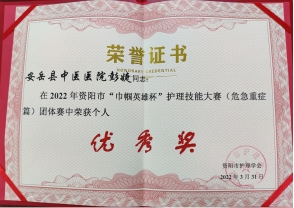 荣誉证书
HONORARY CREDENTIAL
安岳县中医医院彭婕同志：
在2022年资阳市“巾帼英雄杯”护理技能大赛（危急重症
篇）团体赛中荣获个人
优秀奖
资阳市护理学会
2022年3月31日